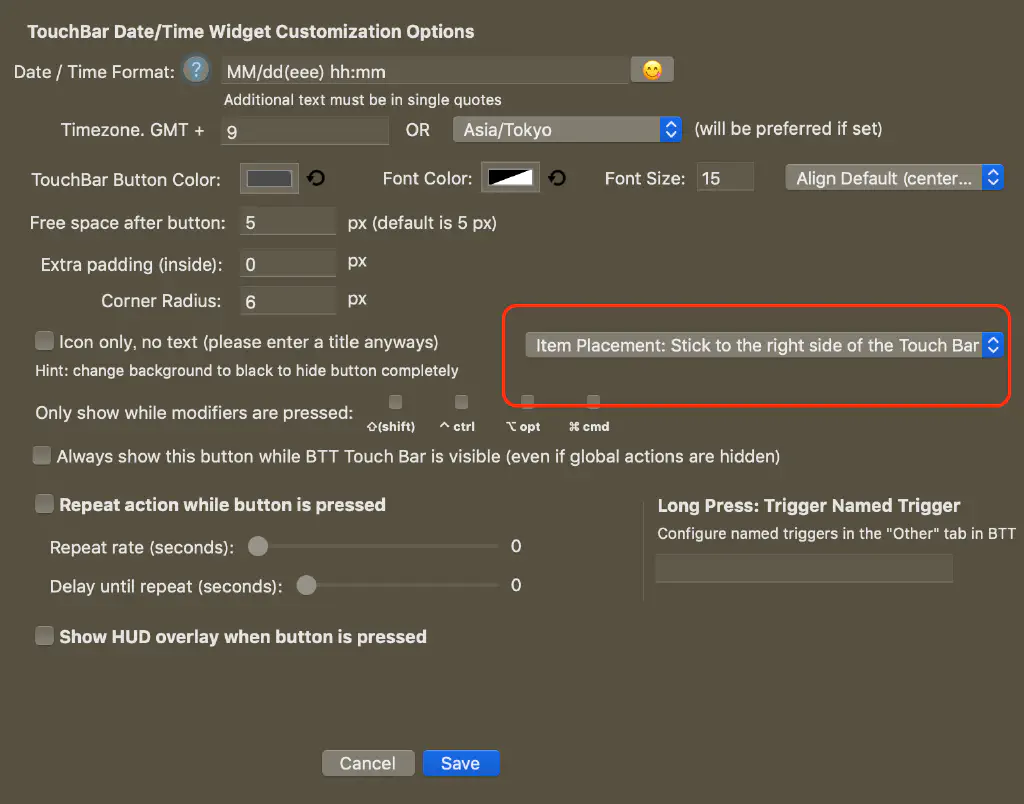 TouchBar Date/Time Widget Customization Options
Date / Time Format: ? MM/dd(eee) hh:mm
Additional text must be in single quotes
Timezone. GMT + 9 OR Asia/Tokyo (will be preferred if set)
TouchBar Button Color: Font Color: Font Size: 15 Align Default (center...
Free space after button: 5 px (default is 5 px)
Extra padding (inside): 0 px
Corner Radius: 6 px
Icon only, no text (please enter a title anyways)
Item Placement: Stick to the right side of the Touch Bar
Hint: change background to black to hide button completely
Only show while modifiers are pressed:
⇧(shift) ^ ctrl ⌥ opt ⌘ cmd
Always show this button while BTT Touch Bar is visible (even if global actions are hidden)
Repeat action while button is pressed
Repeat rate (seconds): 0
Delay until repeat (seconds): 0
Long Press: Trigger Named Trigger
Configure named triggers in the "Other" tab in BTT
Show HUD overlay when button is pressed
Cancel Save